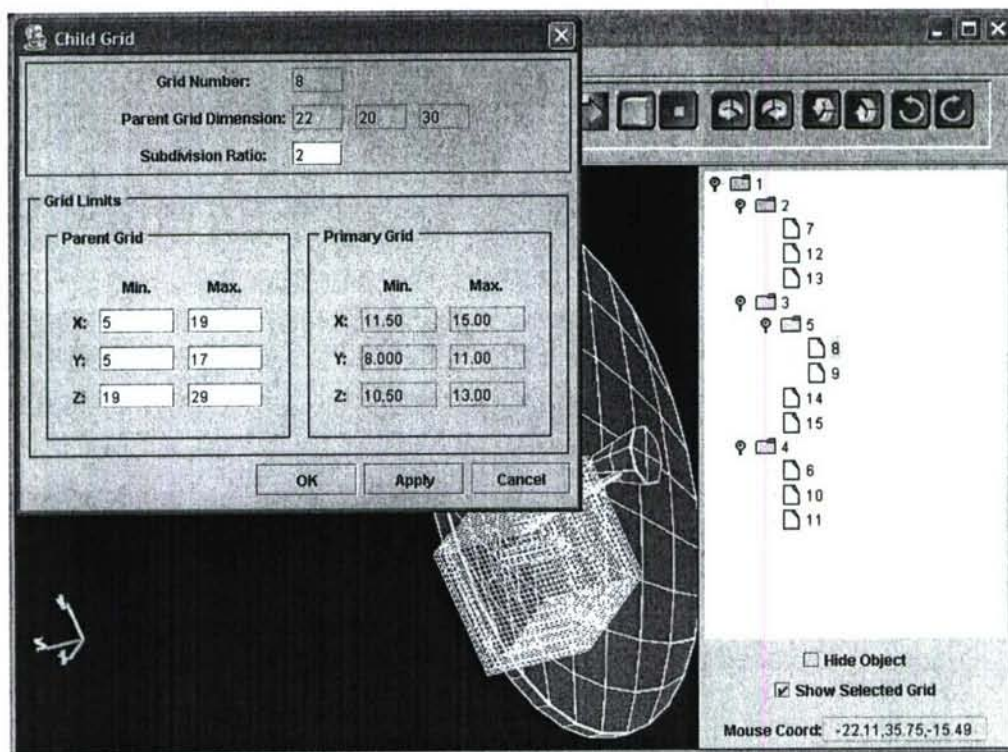 Child Grid
Grid Number: 8
Parent Grid Dimension: 22 20 30
Subdivision Ratio: 2
Grid Limits
Parent Grid
Min. Max.
X: 5 19
Y: 5 17
Z: 19 29
Primary Grid
Min. Max.
X: 11.50 15.00
Y: 8.000 11.00
Z: 10.50 13.00
OK Apply Cancel
1
2
7
12
13
3
5
8
9
14
15
4
6
10
11
Hide Object
Show Selected Grid
Mouse Coord: -22.11,35.75,-15.49